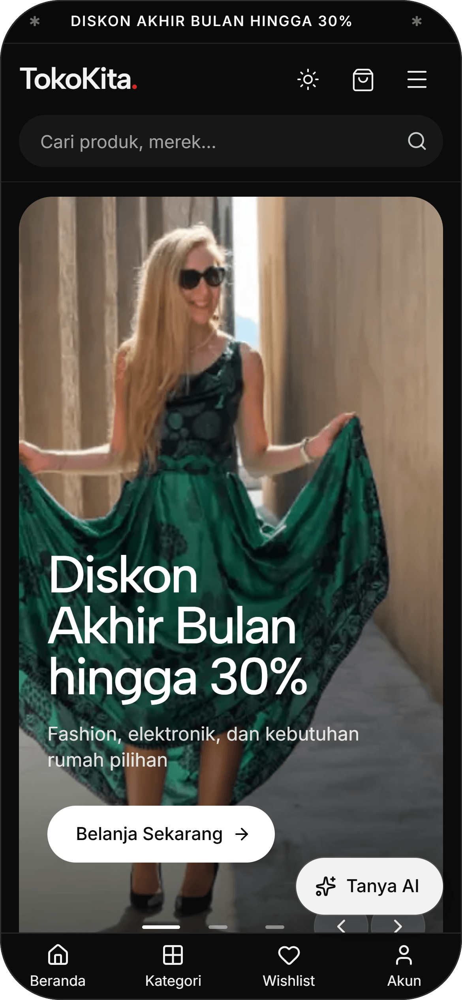 DISKON AKHIR BULAN HINGGA 30%
TokoKita.
Cari produk, merek...
Diskon
Akhir Bulan
hingga 30%
Fashion, elektronik, dan kebutuhan
rumah pilihan
Belanja Sekarang
Tanya AI
Beranda
Kategori
Wishlist
Akun